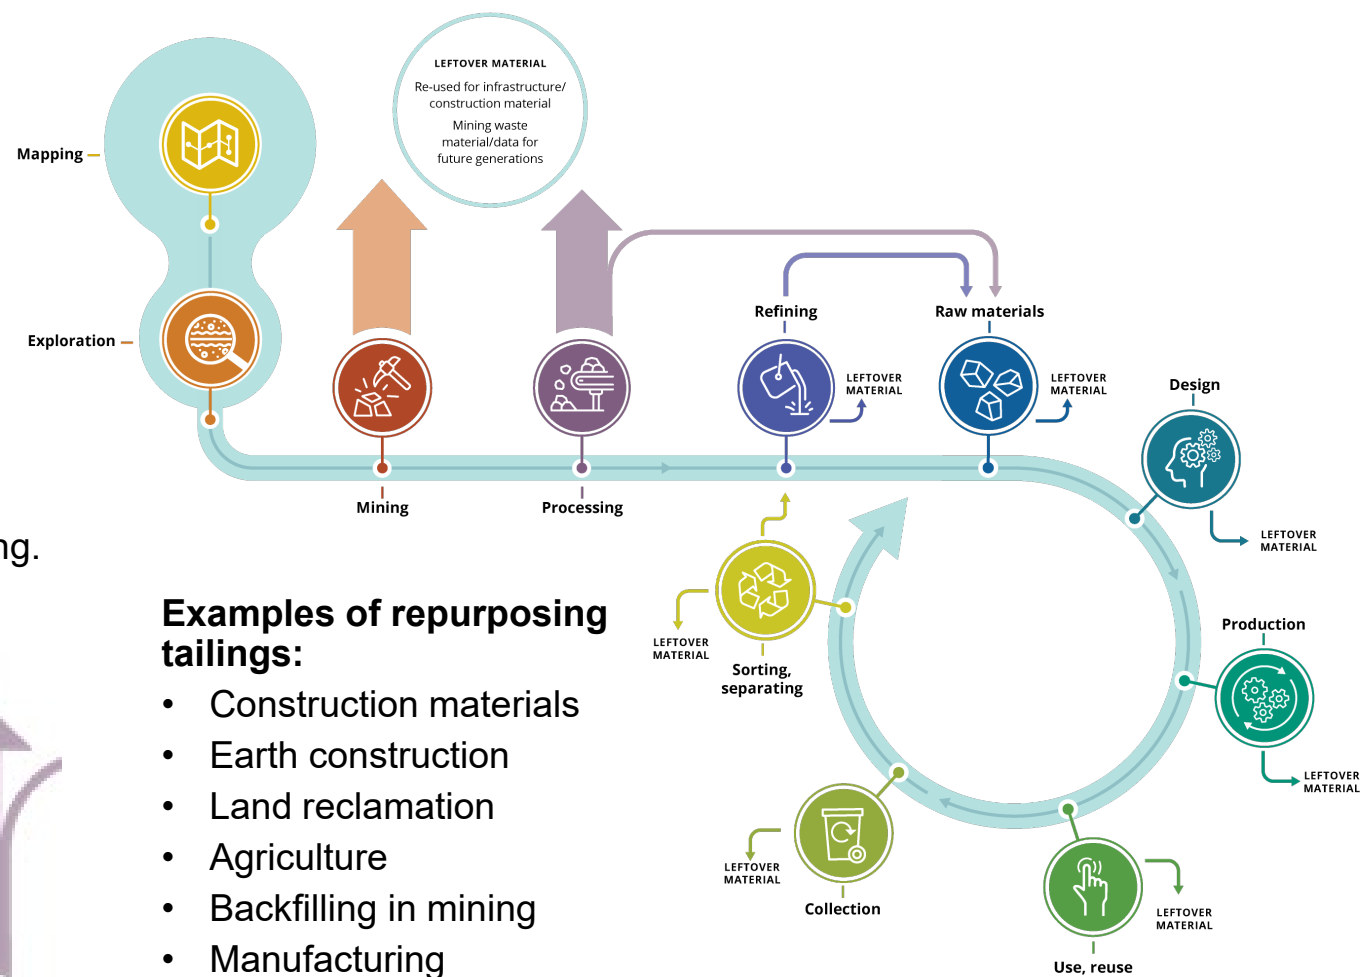 LEFTOVER MATERIAL
Re-used for infrastructure/
construction material
Mining waste
material/data for
future generations
Mapping
Exploration
Mining
Processing
Refining
LEFTOVER
MATERIAL
Raw materials
LEFTOVER
MATERIAL
Design
LEFTOVER
MATERIAL
Production
LEFTOVER
MATERIAL
Use, reuse
LEFTOVER
MATERIAL
Collection
LEFTOVER
MATERIAL
Sorting,
separating
LEFTOVER
MATERIAL
ng.
Examples of repurposing
tailings:
• Construction materials
• Earth construction
• Land reclamation
• Agriculture
• Backfilling in mining
• Manufacturing